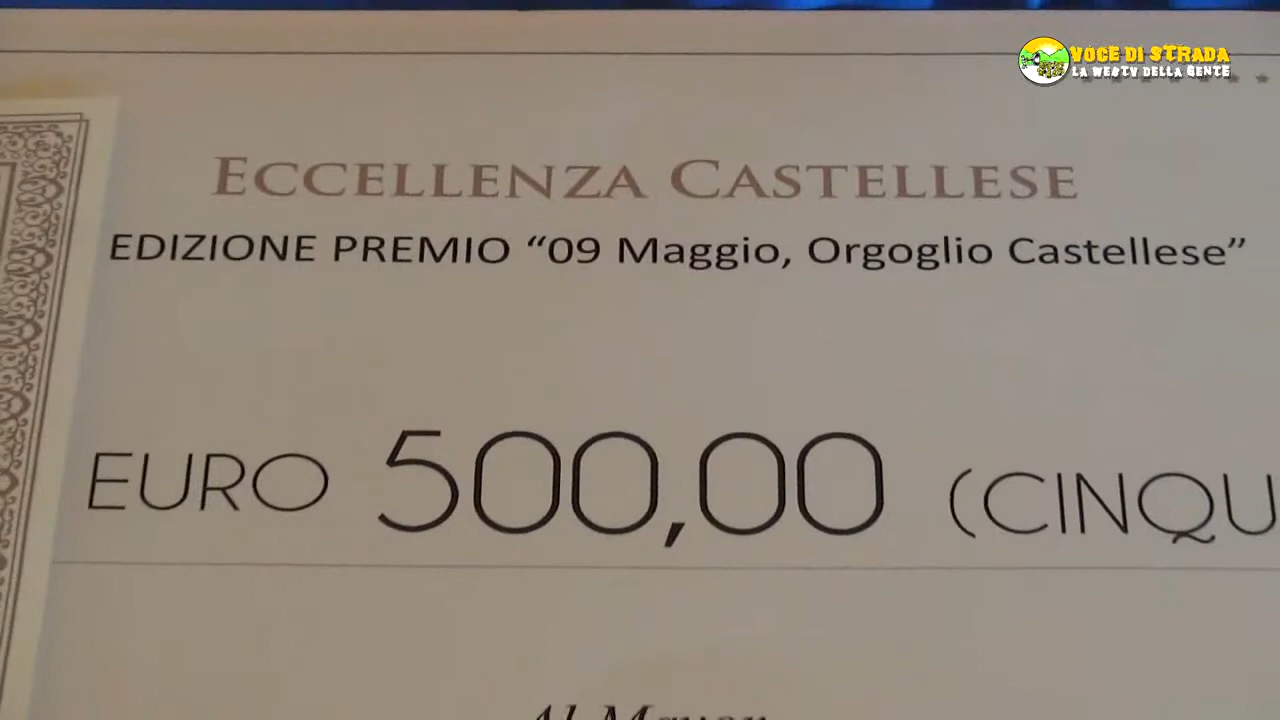 VOCE DI STRADA
LA WEBTV DELLA GENTE
ECCELLENZA CASTELLESE
EDIZIONE PREMIO “09 Maggio, Orgoglio Castellese”
EURO 500,00 (CINQU